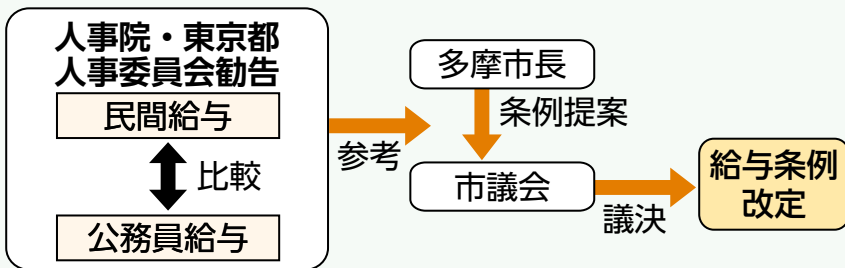 人事院・東京都
人事委員会勧告
民間給与
比較
公務員給与
参考
多摩市長
条例提案
市議会
議決
給与条例
改定